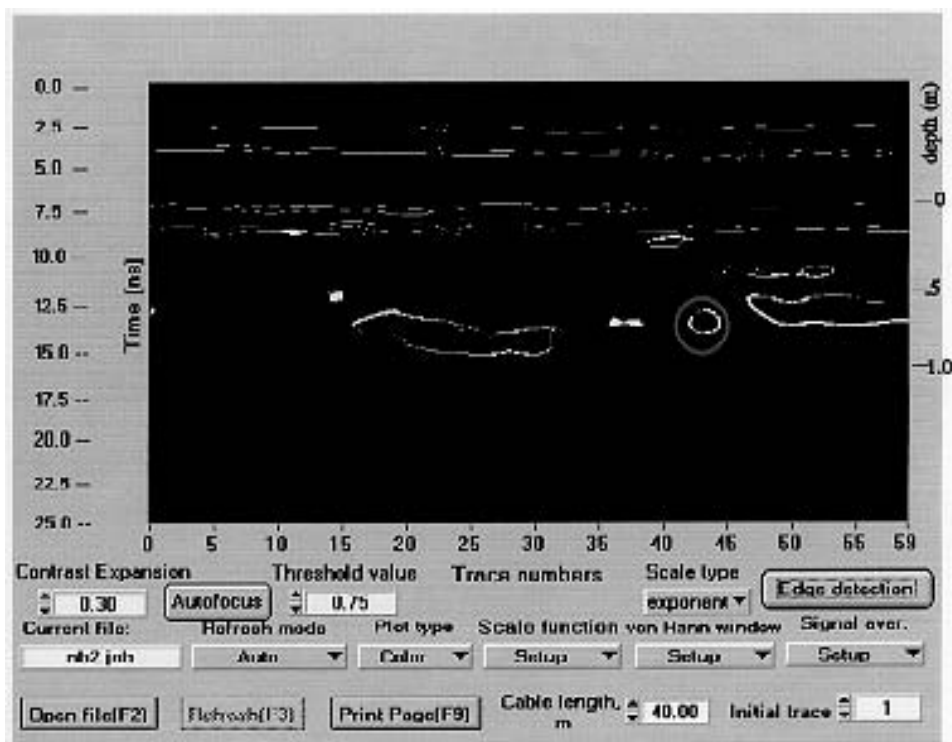 0.0
depth (m)
2.5
5.0
0
7.5
10.0
Time [ns]
.5
12.5
15.0
1.0
17.5
20.0
22.5
25.0
0 5 10 15 20 25 30 35 40 45 50 55 59
Contrast Expansion Threshold value Trace numbers Scale type
0.30 Autofocus 0.75 exponent Edge detection
Current file: Refresh mode Plot type Scale function von Hann window Signal aver.
Auto Color Setup Setup Setup
Open file(F2) Refresh(F3) Print Page(F9) Cable length, m 40.00 Initial trace 1